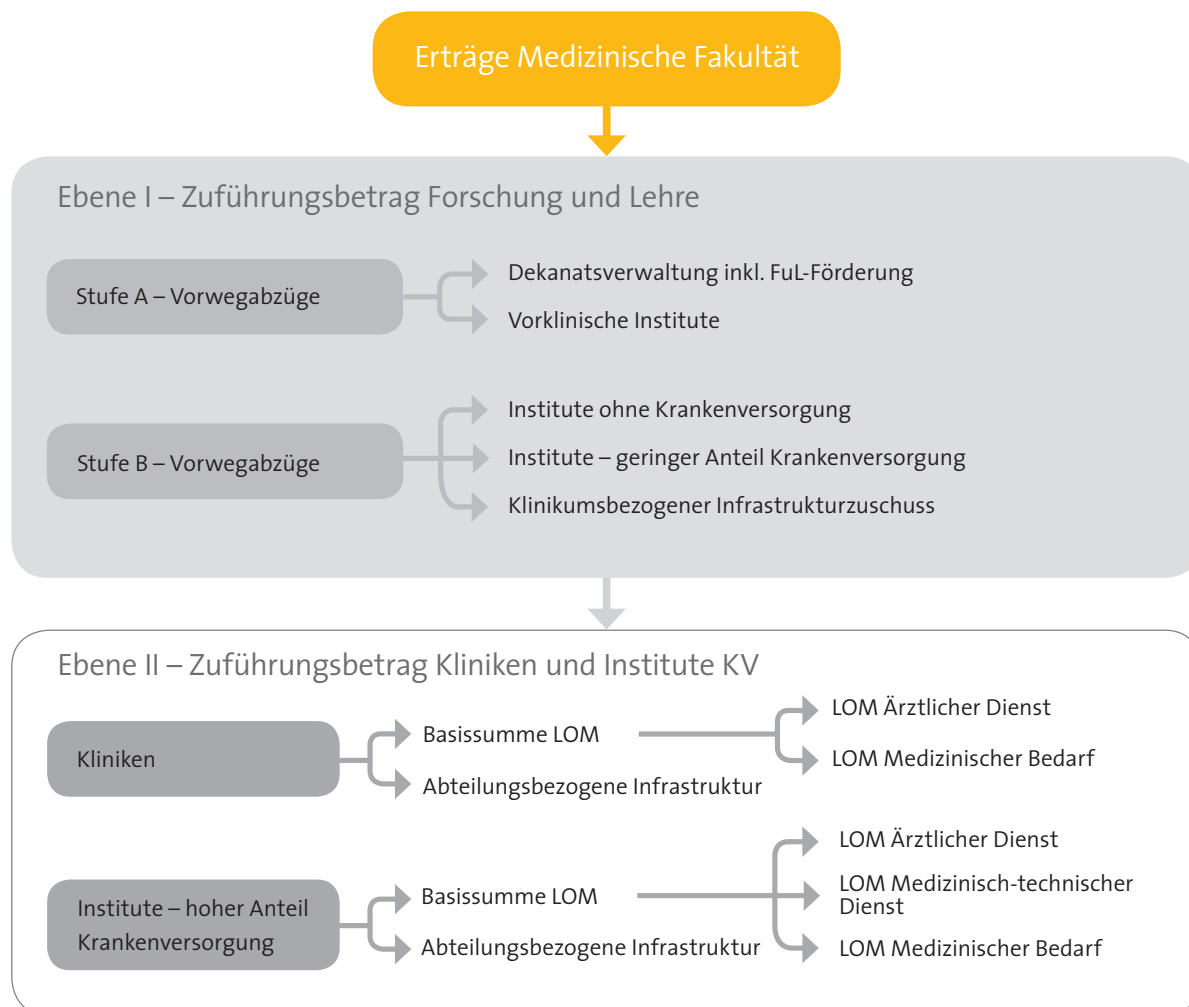 Erträge Medizinische Fakultät
Ebene I – Zuführungsbetrag Forschung und Lehre
Stufe A – Vorwegabzüge
Dekanatsverwaltung inkl. FuL-Förderung
Vorklinische Institute
Stufe B – Vorwegabzüge
Institute ohne Krankenversorgung
Institute – geringer Anteil Krankenversorgung
Klinikumsbezogener Infrastrukturzuschuss
Ebene II – Zuführungsbetrag Kliniken und Institute KV
Kliniken
Basissumme LOM
Abteilungsbezogene Infrastruktur
LOM Ärztlicher Dienst
LOM Medizinischer Bedarf
Institute – hoher Anteil
Krankenversorgung
Basissumme LOM
Abteilungsbezogene Infrastruktur
LOM Ärztlicher Dienst
LOM Medizinisch-technischer
Dienst
LOM Medizinischer Bedarf